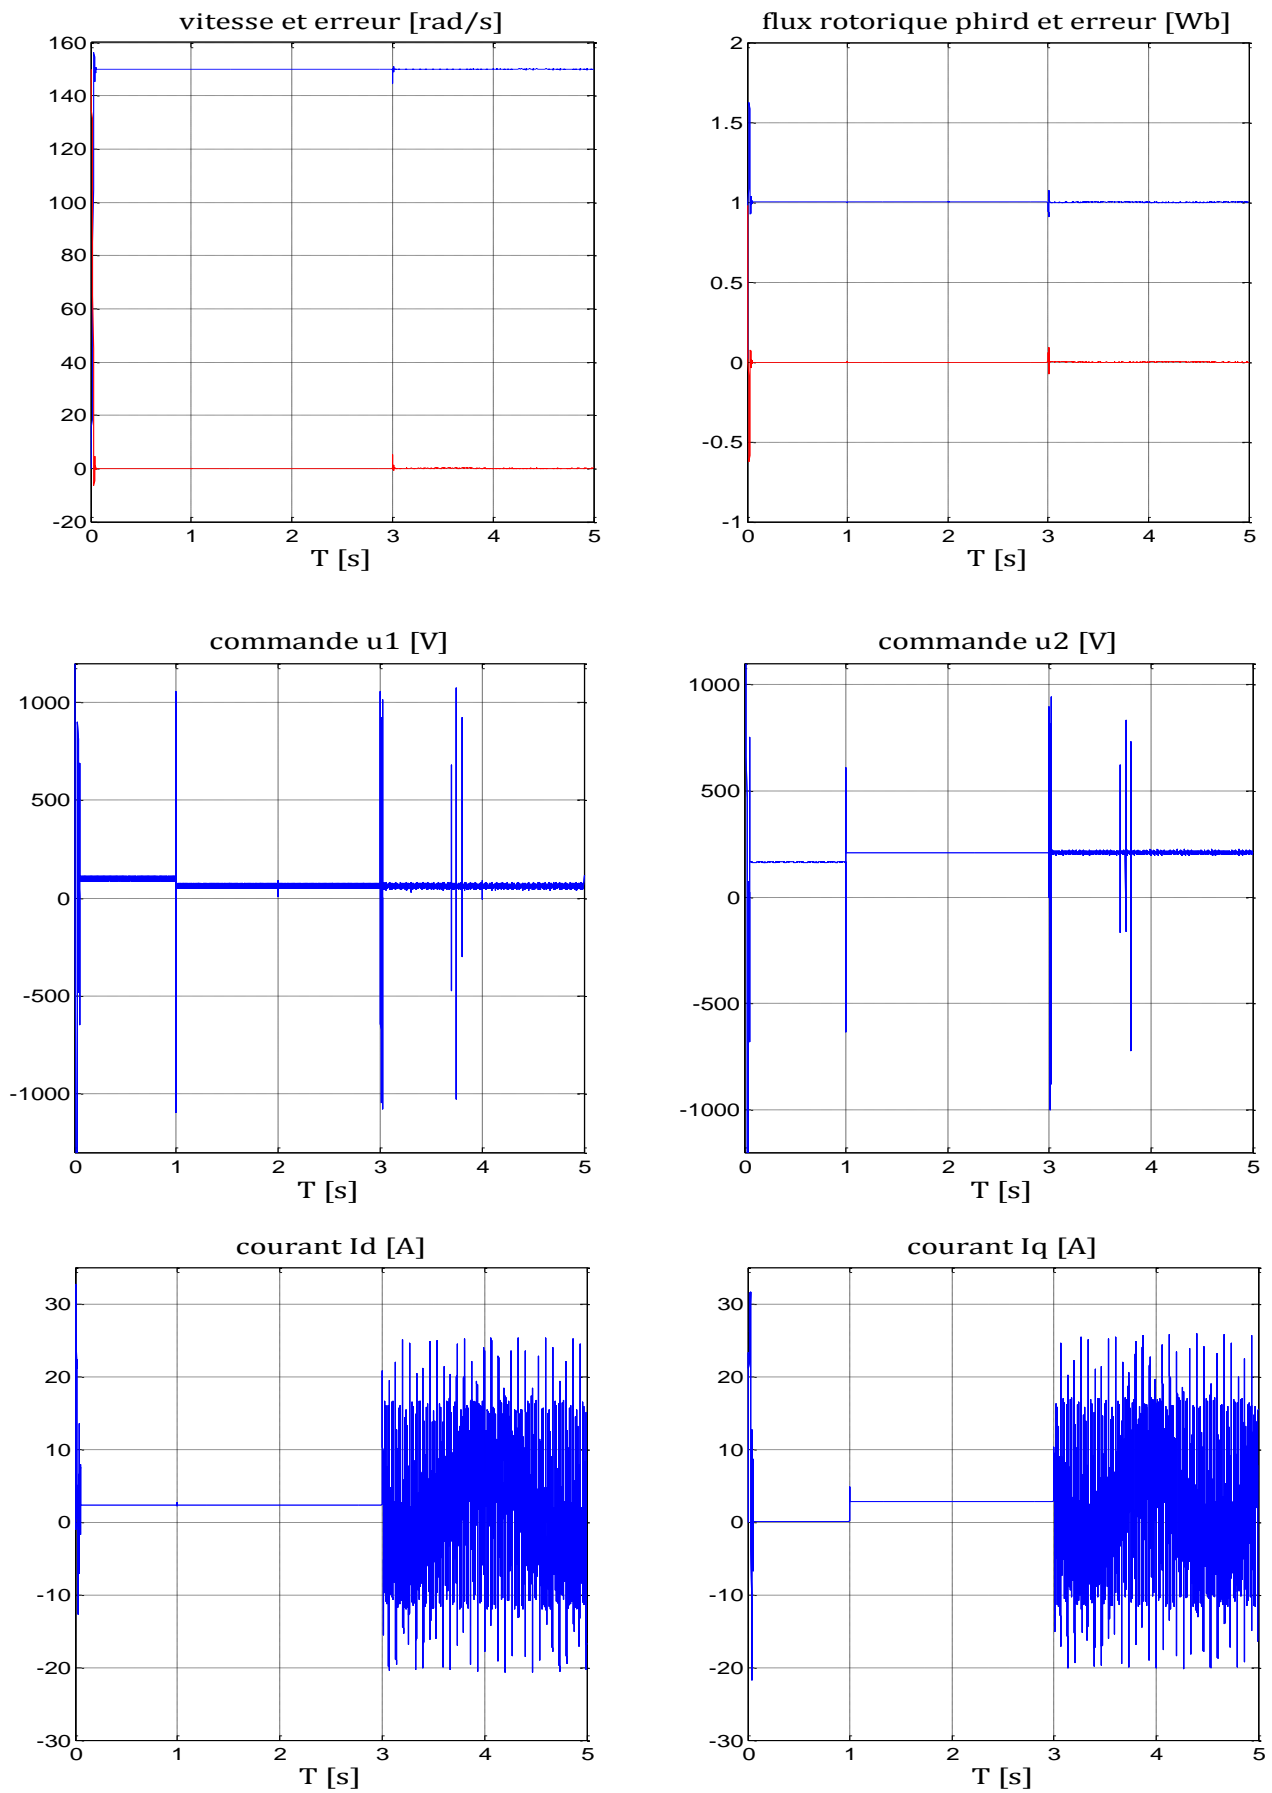 vitesse et erreur [rad/s]
160
140
120
100
80
60
40
20
0
-20
0 1 2 3 4 5
T [s]
flux rotorique phird et erreur [Wb]
2
1.5
1
0.5
0
-0.5
-1
0 1 2 3 4 5
T [s]
commande u1 [V]
1000
500
0
-500
-1000
0 1 2 3 4 5
T [s]
commande u2 [V]
1000
500
0
-500
-1000
0 1 2 3 4 5
T [s]
courant Id [A]
30
20
10
0
-10
-20
-30
0 1 2 3 4 5
T [s]
courant Iq [A]
30
20
10
0
-10
-20
-30
0 1 2 3 4 5
T [s]